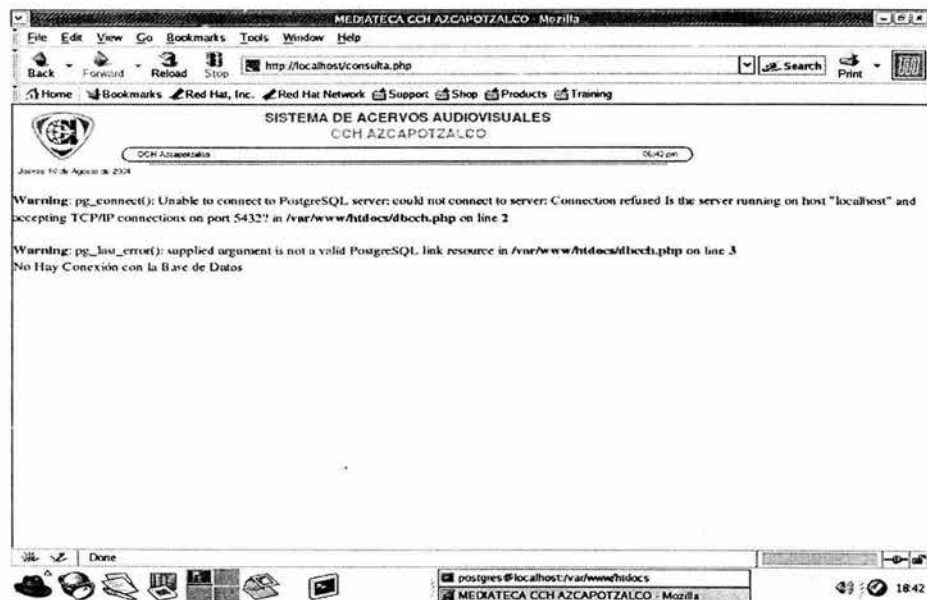 MEDIATECA CCH AZCAPOTZALCO - Mozilla
File Edit View Go Bookmarks Tools Window Help
Back Forward Reload Stop http://localhost/consulta.php Search Print
Home Bookmarks Red Hat, Inc. Red Hat Network Support Shop Products Training
SISTEMA DE ACERVOS AUDIOVISUALES
CCH AZCAPOTZALCO
CCH Azcapotzalco 06:42 pm
Jueves 19 de Agosto de 2004
Warning: pg_connect(): Unable to connect to PostgreSQL server: could not connect to server: Connection refused Is the server running on host "localhost" and
accepting TCP/IP connections on port 5432? in /var/www/htdocs/dbcch.php on line 2
Warning: pg_last_error(): supplied argument is not a valid PostgreSQL link resource in /var/www/htdocs/dbcch.php on line 3
No Hay Conexión con la Base de Datos
Done
postgres@localhost:/var/www/htdocs
MEDIATECA CCH AZCAPOTZALCO - Mozilla
18:42